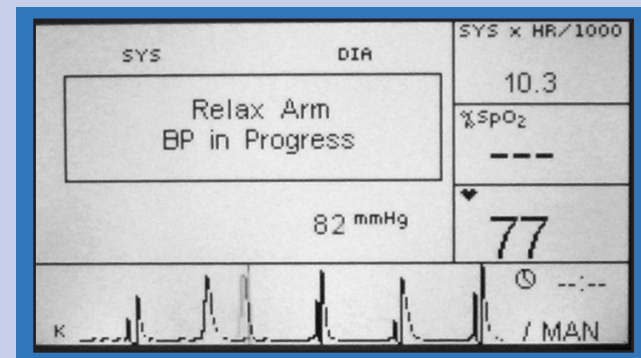 SYS DIA
Relax Arm
BP in Progress
82 mmHg
SYS x HR/1000
10.3
%SpO₂
---
77
K
--:--
/ MAN